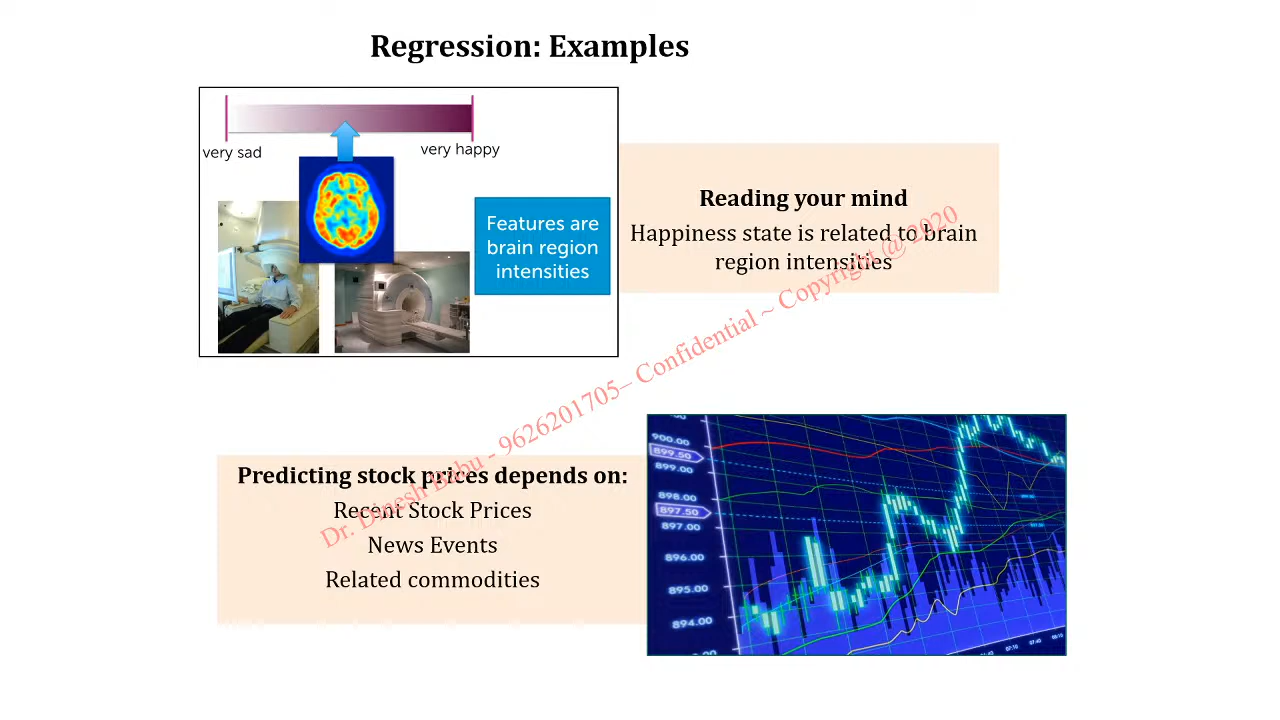 Regression: Examples
very sad
very happy
Features are
brain region
intensities
Reading your mind
Happiness state is related to brain
region intensities
Dr. Dinesh Babu - 9626201705– Confidential ~ Copyright @ 2020
Predicting stock prices depends on:
Recent Stock Prices
News Events
Related commodities
900.00
899.50
899.00
898.00
897.50
897.00
896.00
895.00
894.00